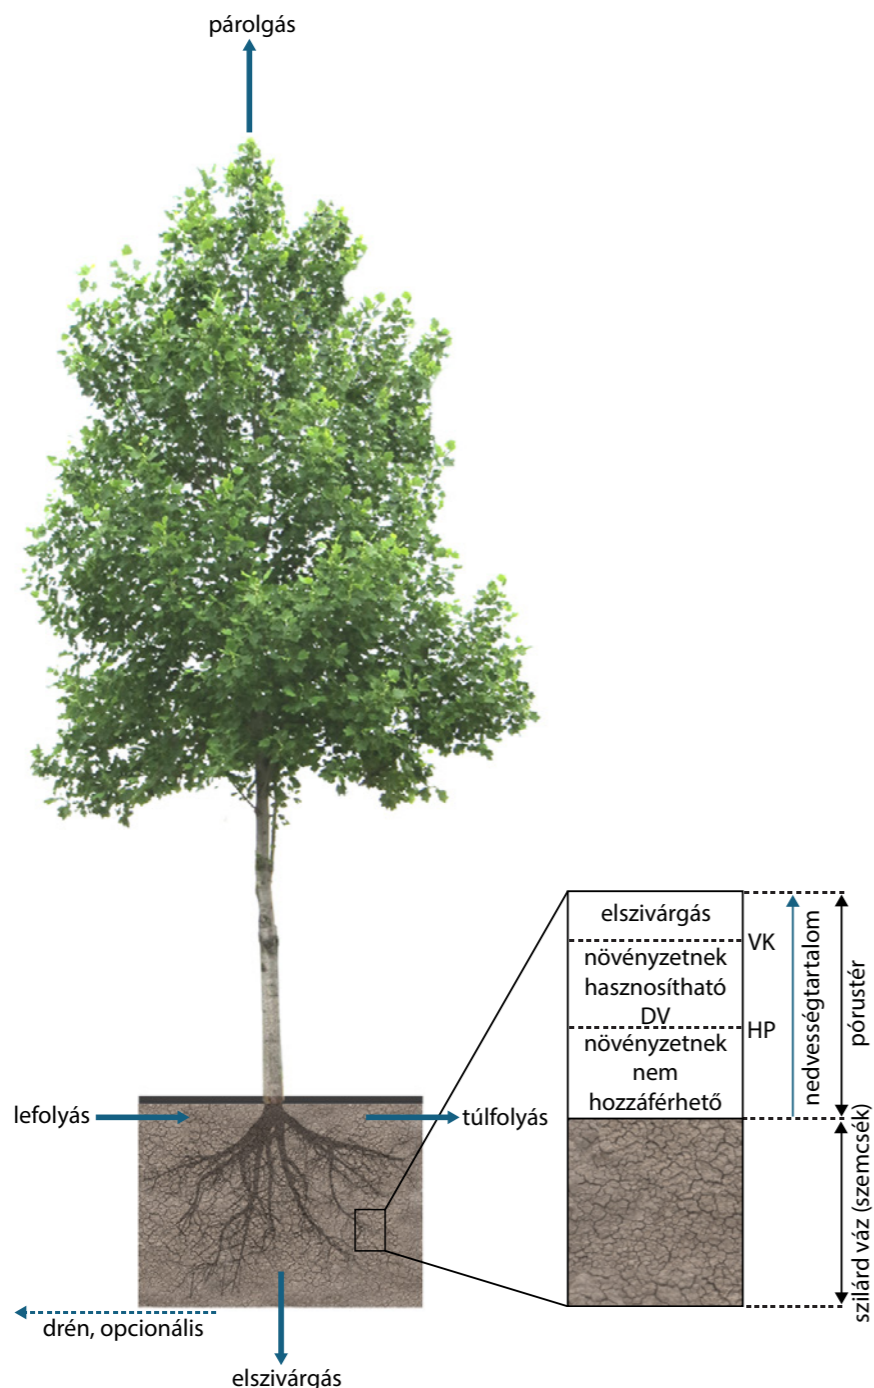 párolgás
elszivárgás
VK
növényzetnek
hasznosítható
DV
HP
növényzetnek
nem
hozzáférhető
nedvességtartalom
pórustér
szilárd váz (szemcsék)
lefolyás
túlfolyás
drén, opcionális
elszivárgás